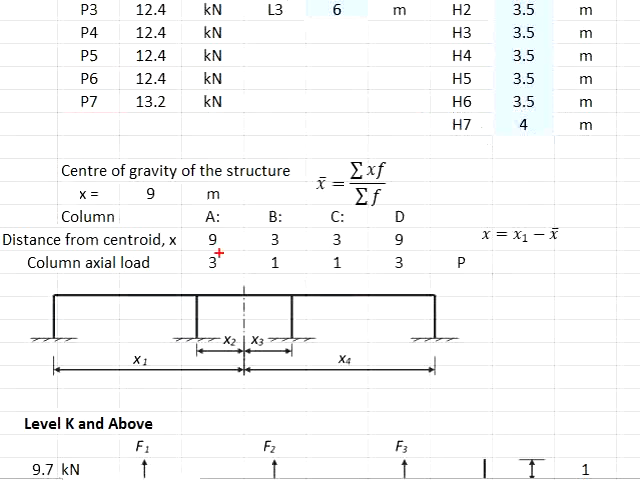 P3 12.4 kN L3 6 m H2 3.5 m
P4 12.4 kN H3 3.5 m
P5 12.4 kN H4 3.5 m
P6 12.4 kN H5 3.5 m
P7 13.2 kN H6 3.5 m
H7 4 m
Centre of gravity of the structure x̄ = ∑xf / ∑f
x = 9 m
Column A: B: C: D
Distance from centroid, x 9 3 3 9 x = x₁ − x̄
Column axial load 3 1 1 3 P
x₂ x₃
x₁ x₄
Level K and Above
F₁ F₂ F₃
9.7 kN 1